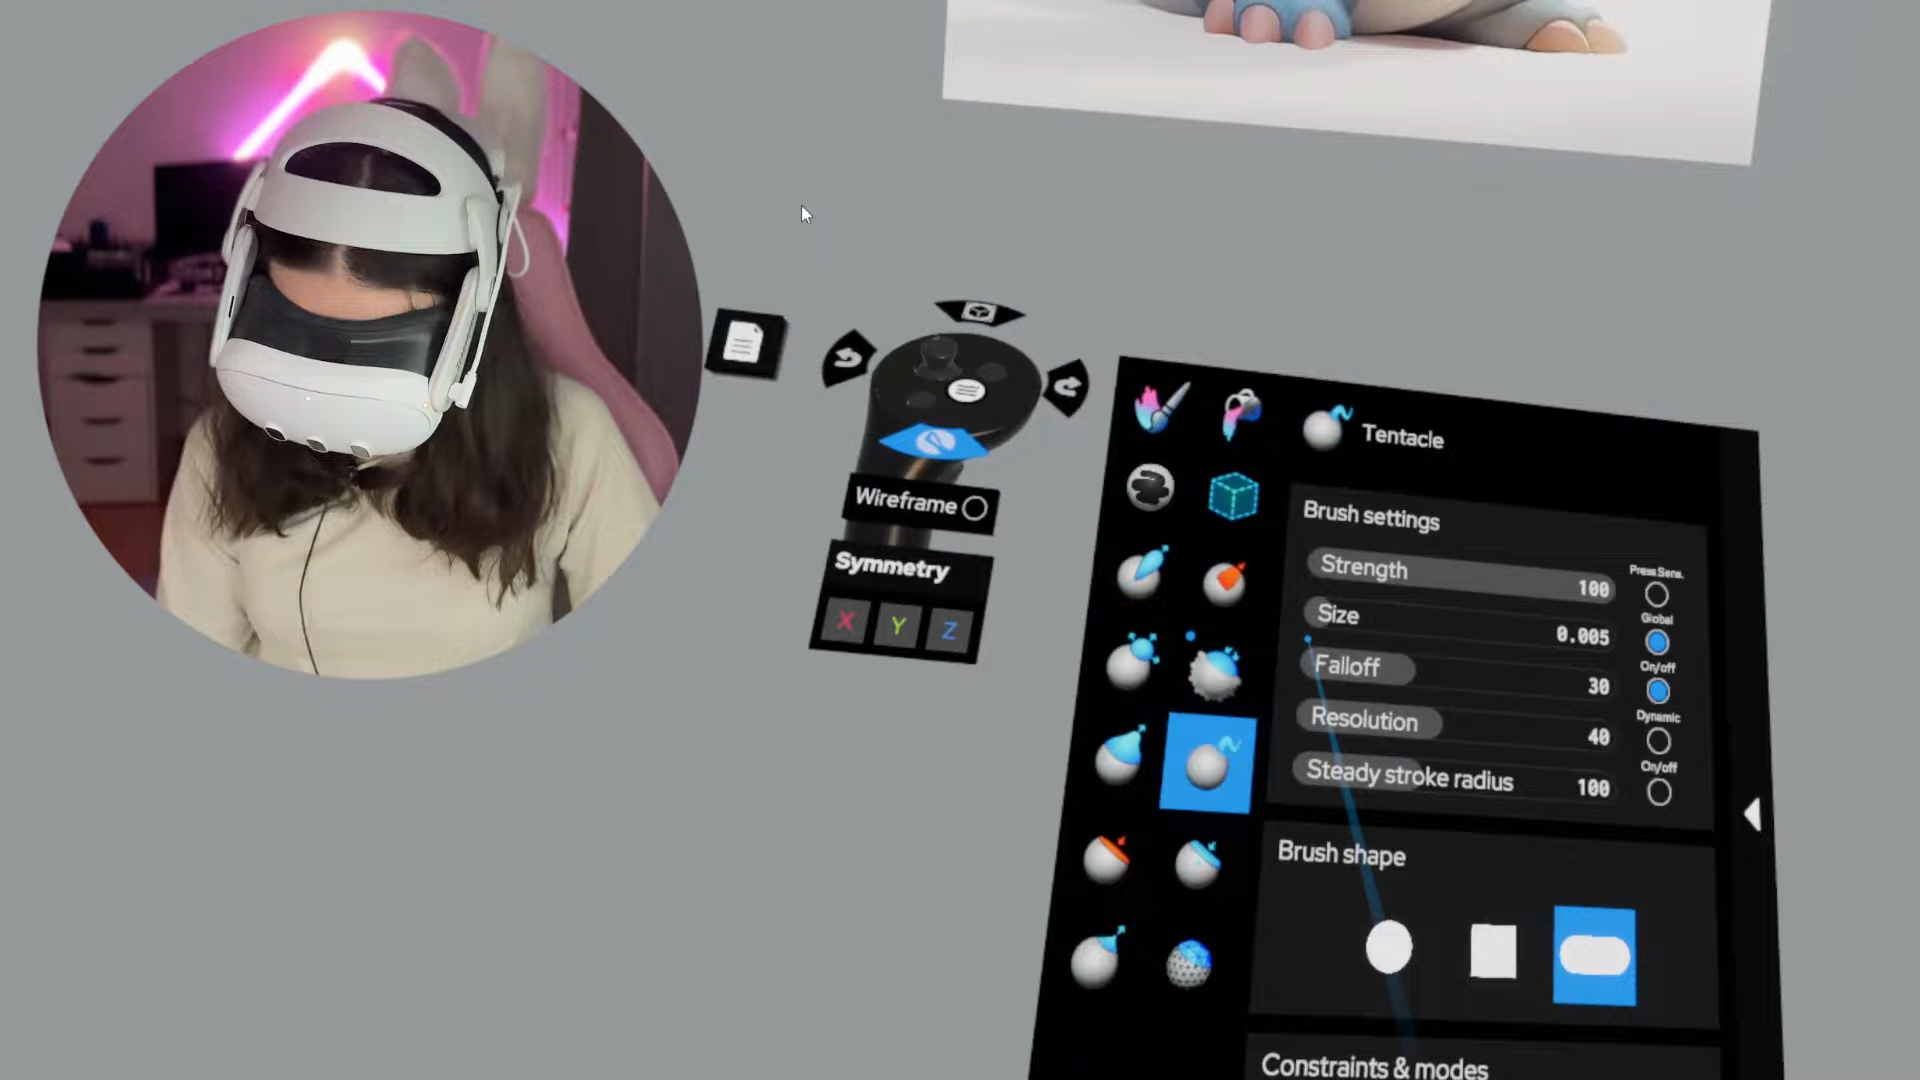 Wireframe
Symmetry
X Y Z
Tentacle
Brush settings
Strength 100
Press Sens.
Size 0.005
Global
Falloff 30
On/off
Resolution 40
Dynamic
Steady stroke radius 100
On/off
Brush shape
Constraints & modes